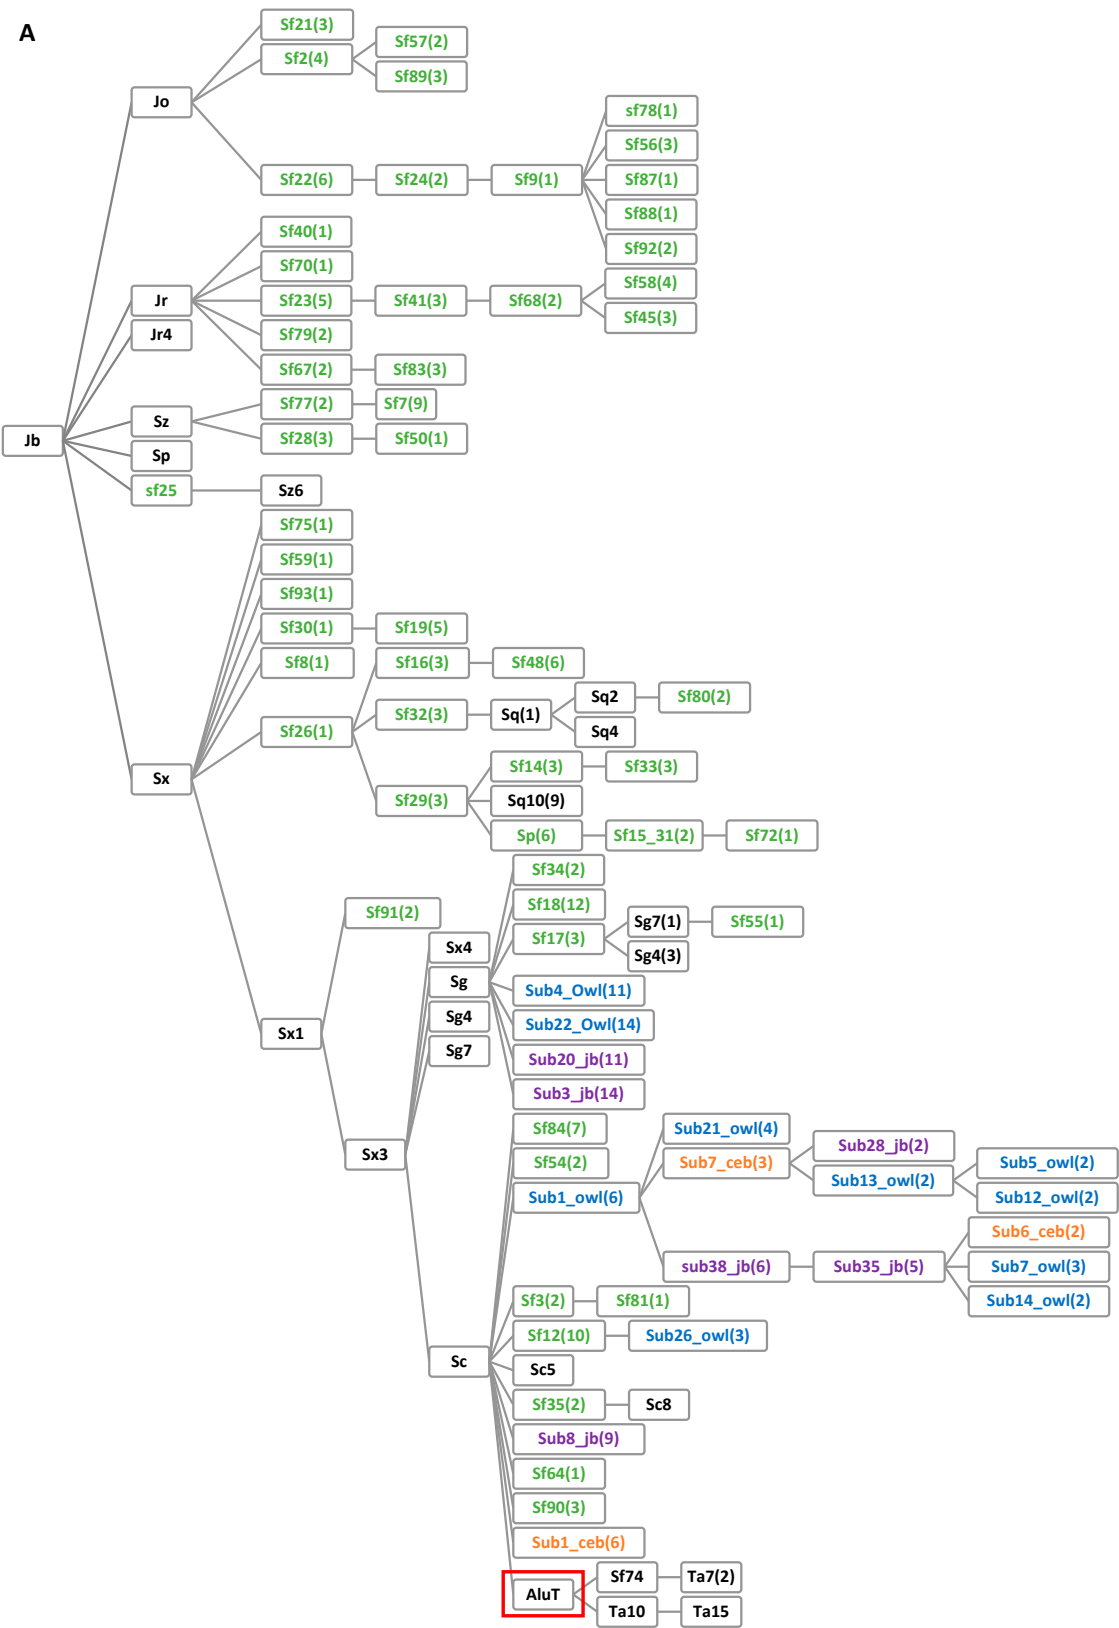 A
Sf21(3)
Sf57(2)
Sf2(4)
Sf89(3)
Jo
sf78(1)
Sf56(3)
Sf22(6) Sf24(2) Sf9(1) Sf87(1)
Sf88(1)
Sf40(1)
Sf92(2)
Sf70(1)
Sf58(4)
Jr Sf23(5) Sf41(3) Sf68(2)
Sf45(3)
Jr4 Sf79(2)
Sf67(2) Sf83(3)
Sf77(2) Sf7(9)
Sz
Jb Sf28(3) Sf50(1)
Sp
sf25 Sz6
Sf75(1)
Sf59(1)
Sf93(1)
Sf30(1) Sf19(5)
Sf8(1) Sf16(3) Sf48(6)
Sq2 Sf80(2)
Sf32(3) Sq(1)
Sf26(1) Sq4
Sf14(3) Sf33(3)
Sx
Sf29(3) Sq10(9)
Sp(6) Sf15_31(2) Sf72(1)
Sf34(2)
Sf91(2) Sf18(12)
Sg7(1) Sf55(1)
Sx4 Sf17(3)
Sg4(3)
Sg
Sub4_Owl(11)
Sg4
Sx1 Sub22_Owl(14)
Sg7
Sub20_jb(11)
Sub3_jb(14)
Sf84(7) Sub21_owl(4)
Sub28_jb(2)
Sx3 Sf54(2) Sub7_ceb(3) Sub5_owl(2)
Sub13_owl(2)
Sub1_owl(6) Sub12_owl(2)
Sub6_ceb(2)
sub38_jb(6) Sub35_jb(5) Sub7_owl(3)
Sf3(2) Sf81(1) Sub14_owl(2)
Sf12(10) Sub26_owl(3)
Sc
Sc5
Sf35(2) Sc8
Sub8_jb(9)
Sf64(1)
Sf90(3)
Sub1_ceb(6)
Sf74 Ta7(2)
AluT
Ta10 Ta15